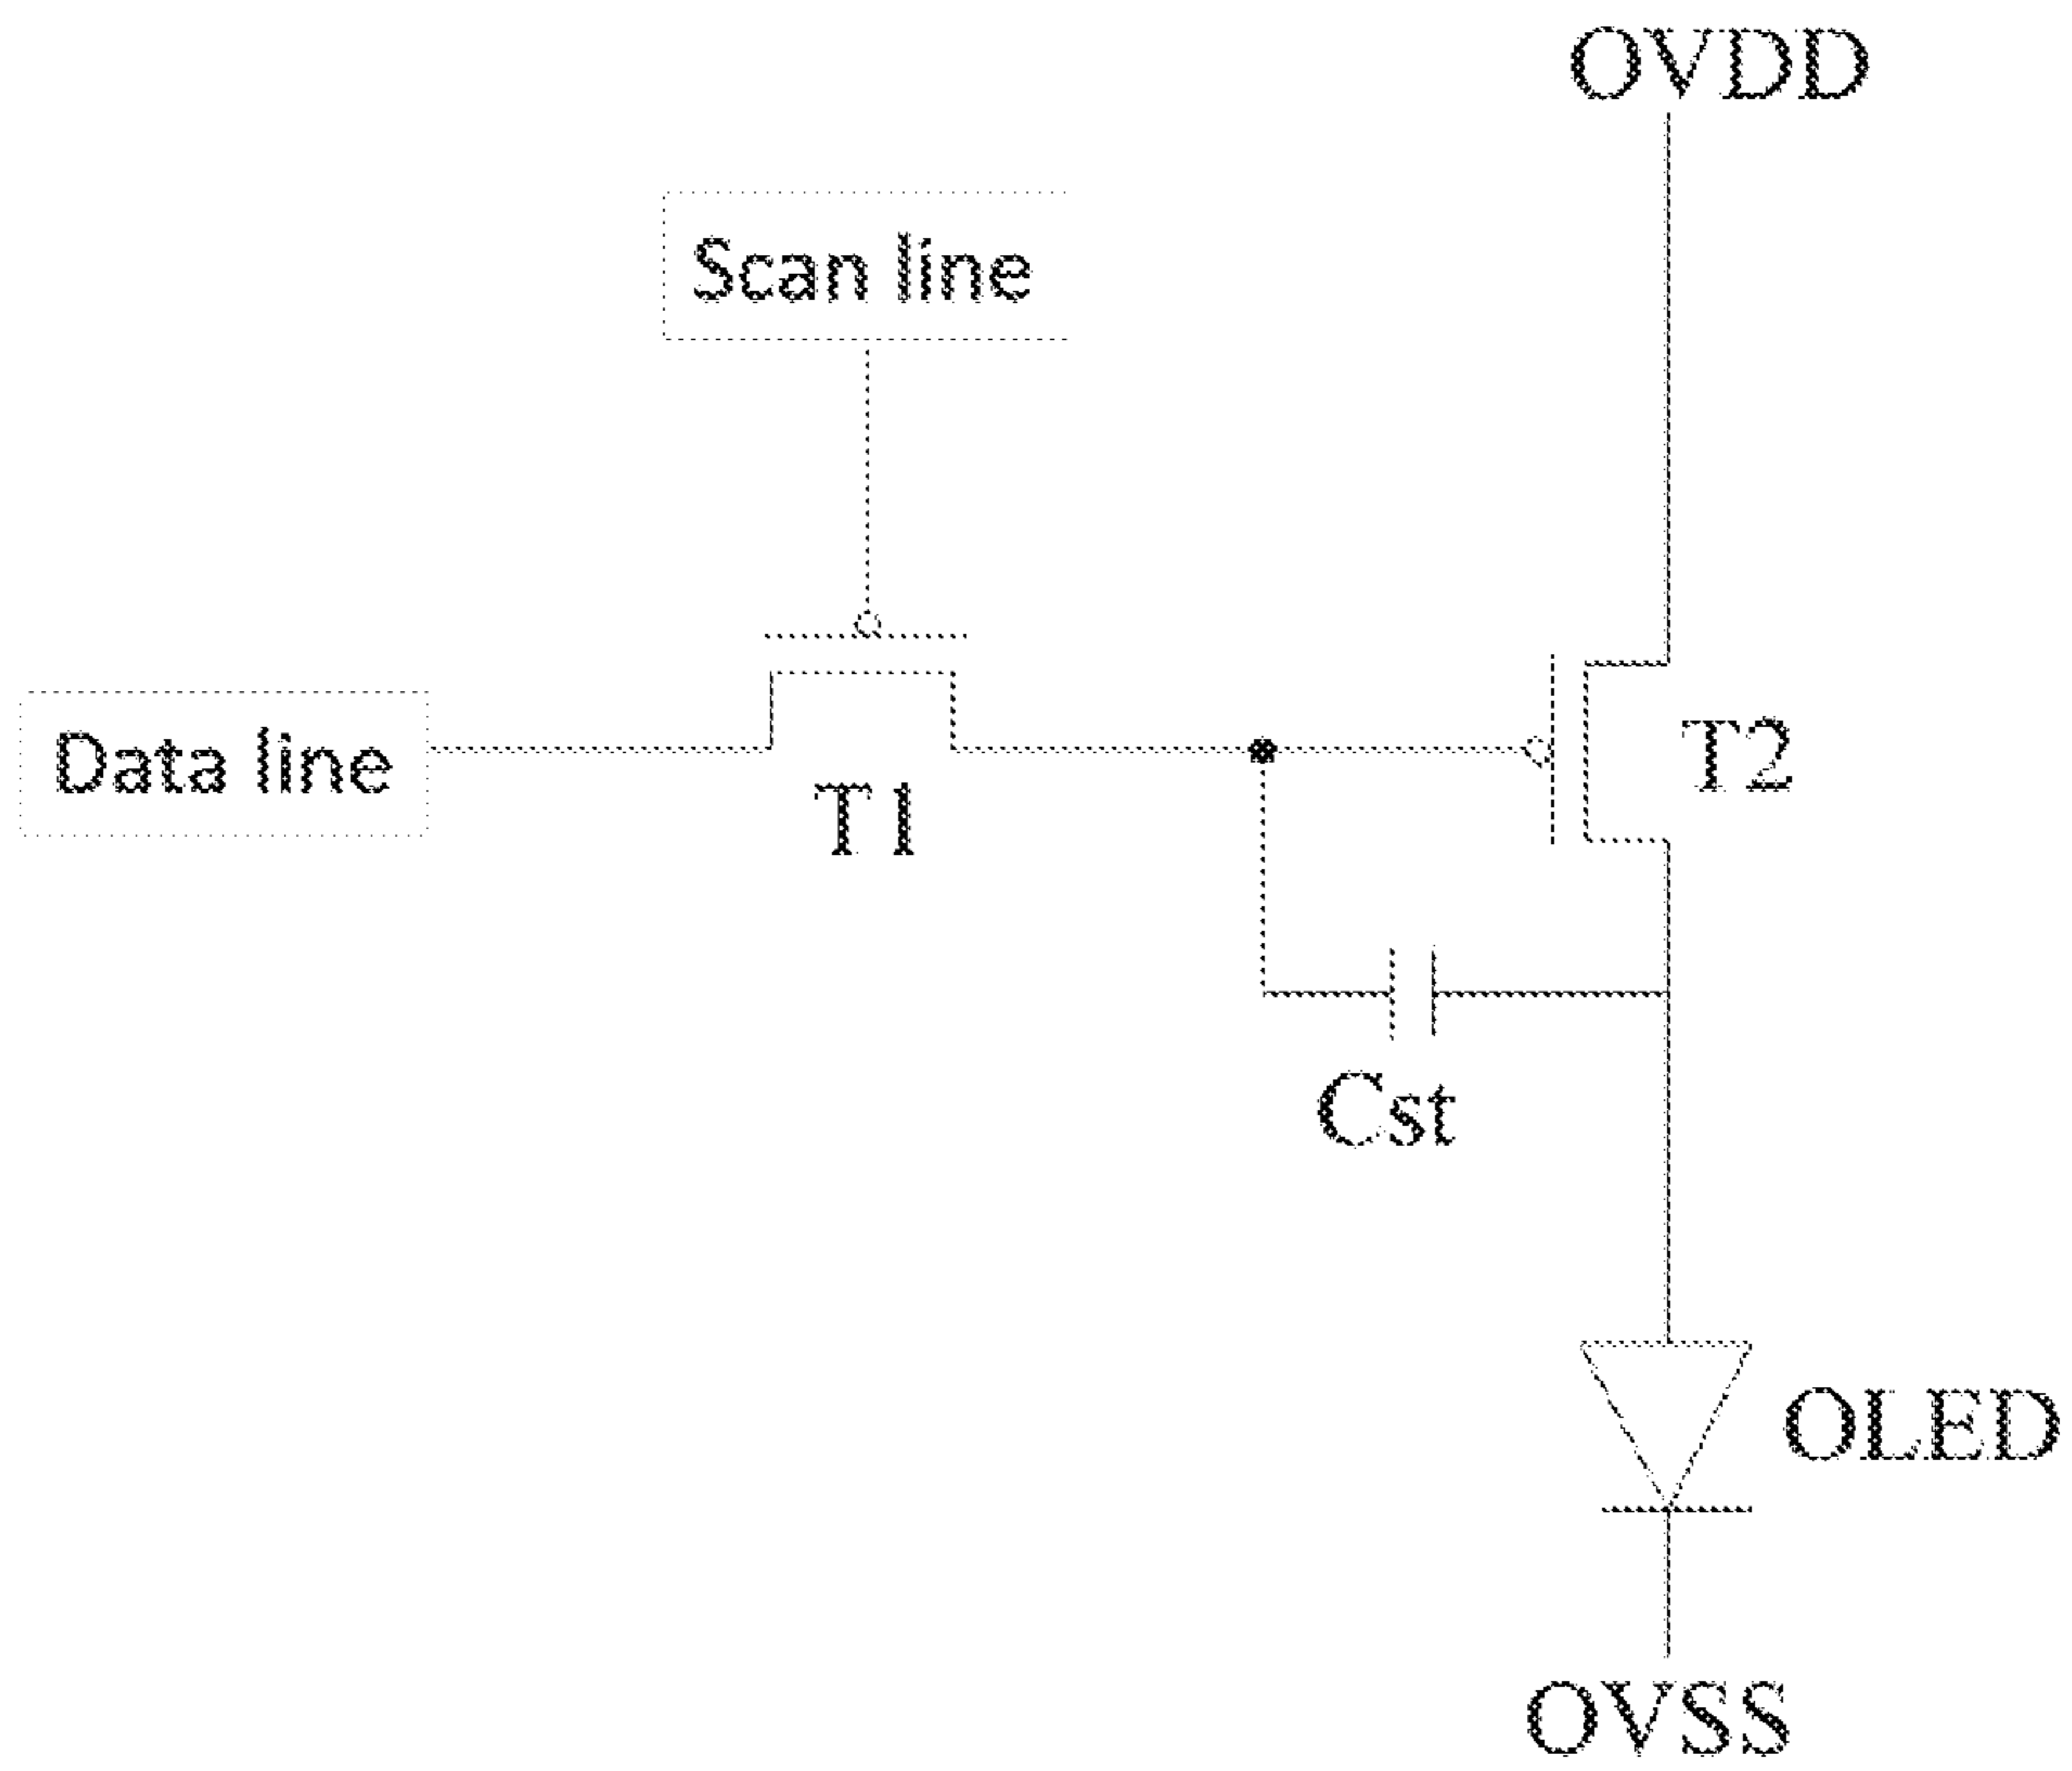 OVDD
Scan line
Data line
T1
T2
Cst
OLED
OVSS